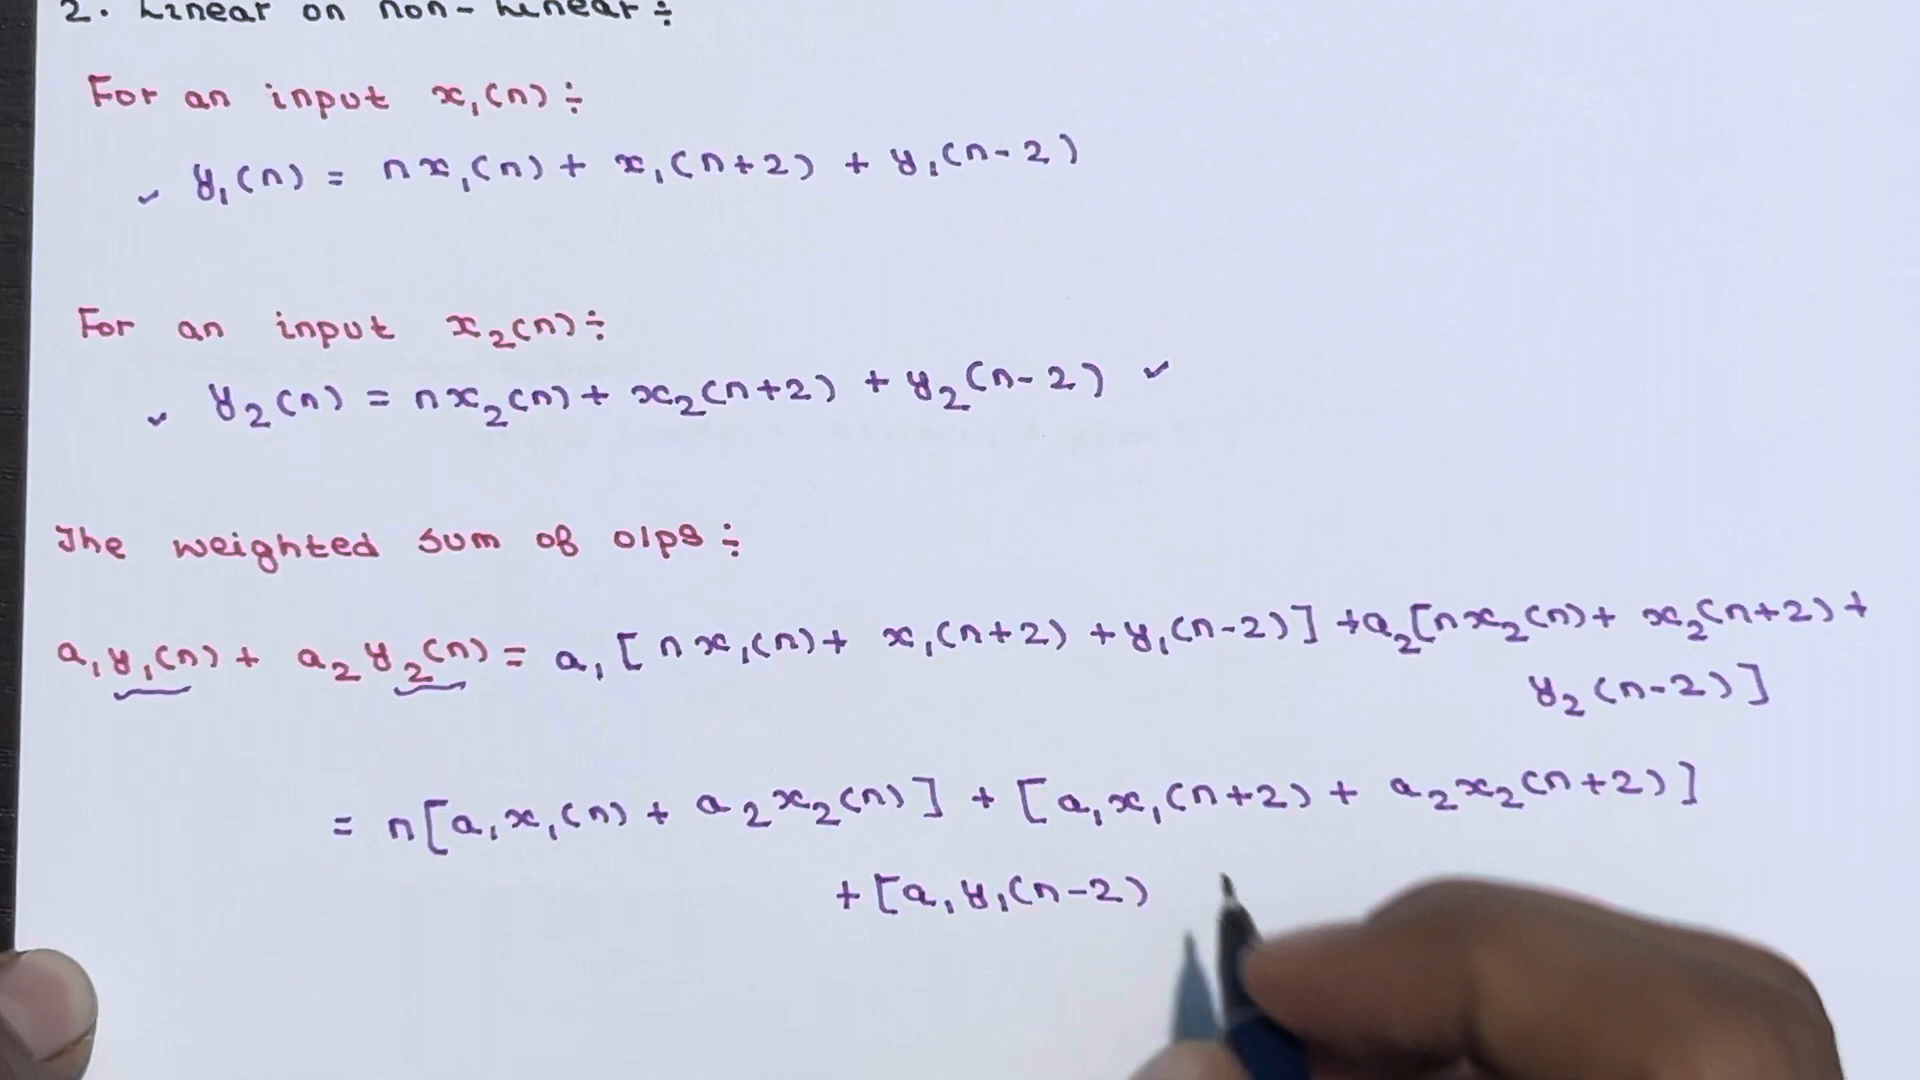 2. Linear or non-linear÷
For an input x₁(n)÷
y₁(n) = nx₁(n) + x₁(n+2) + y₁(n-2)
For an input x₂(n)÷
y₂(n) = nx₂(n) + x₂(n+2) + y₂(n-2)
The weighted sum of o/ps÷
a₁y₁(n) + a₂y₂(n) = a₁[nx₁(n) + x₁(n+2) + y₁(n-2)] + a₂[nx₂(n) + x₂(n+2) +
y₂(n-2)]
= n[a₁x₁(n) + a₂x₂(n)] + [a₁x₁(n+2) + a₂x₂(n+2)]
+ [a₁y₁(n-2)